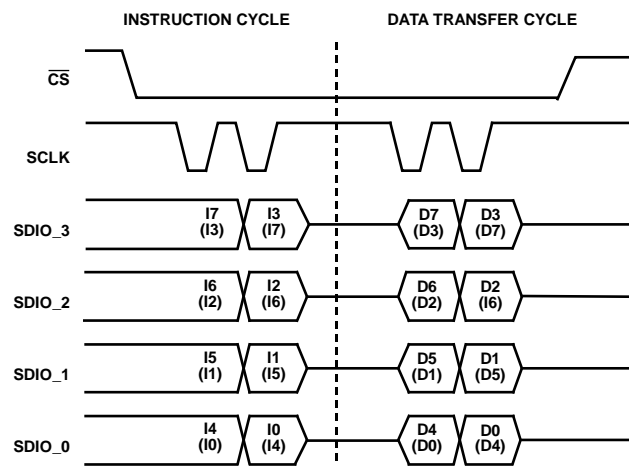 INSTRUCTION CYCLE DATA TRANSFER CYCLE
CS
SCLK
SDIO_3 I7 I3 D7 D3
(I3) (I7) (D3) (D7)
SDIO_2 I6 I2 D6 D2
(I2) (I6) (D2) (I6)
SDIO_1 I5 I1 D5 D1
(I1) (I5) (D1) (D5)
SDIO_0 I4 I0 D4 D0
(I0) (I4) (D0) (D4)